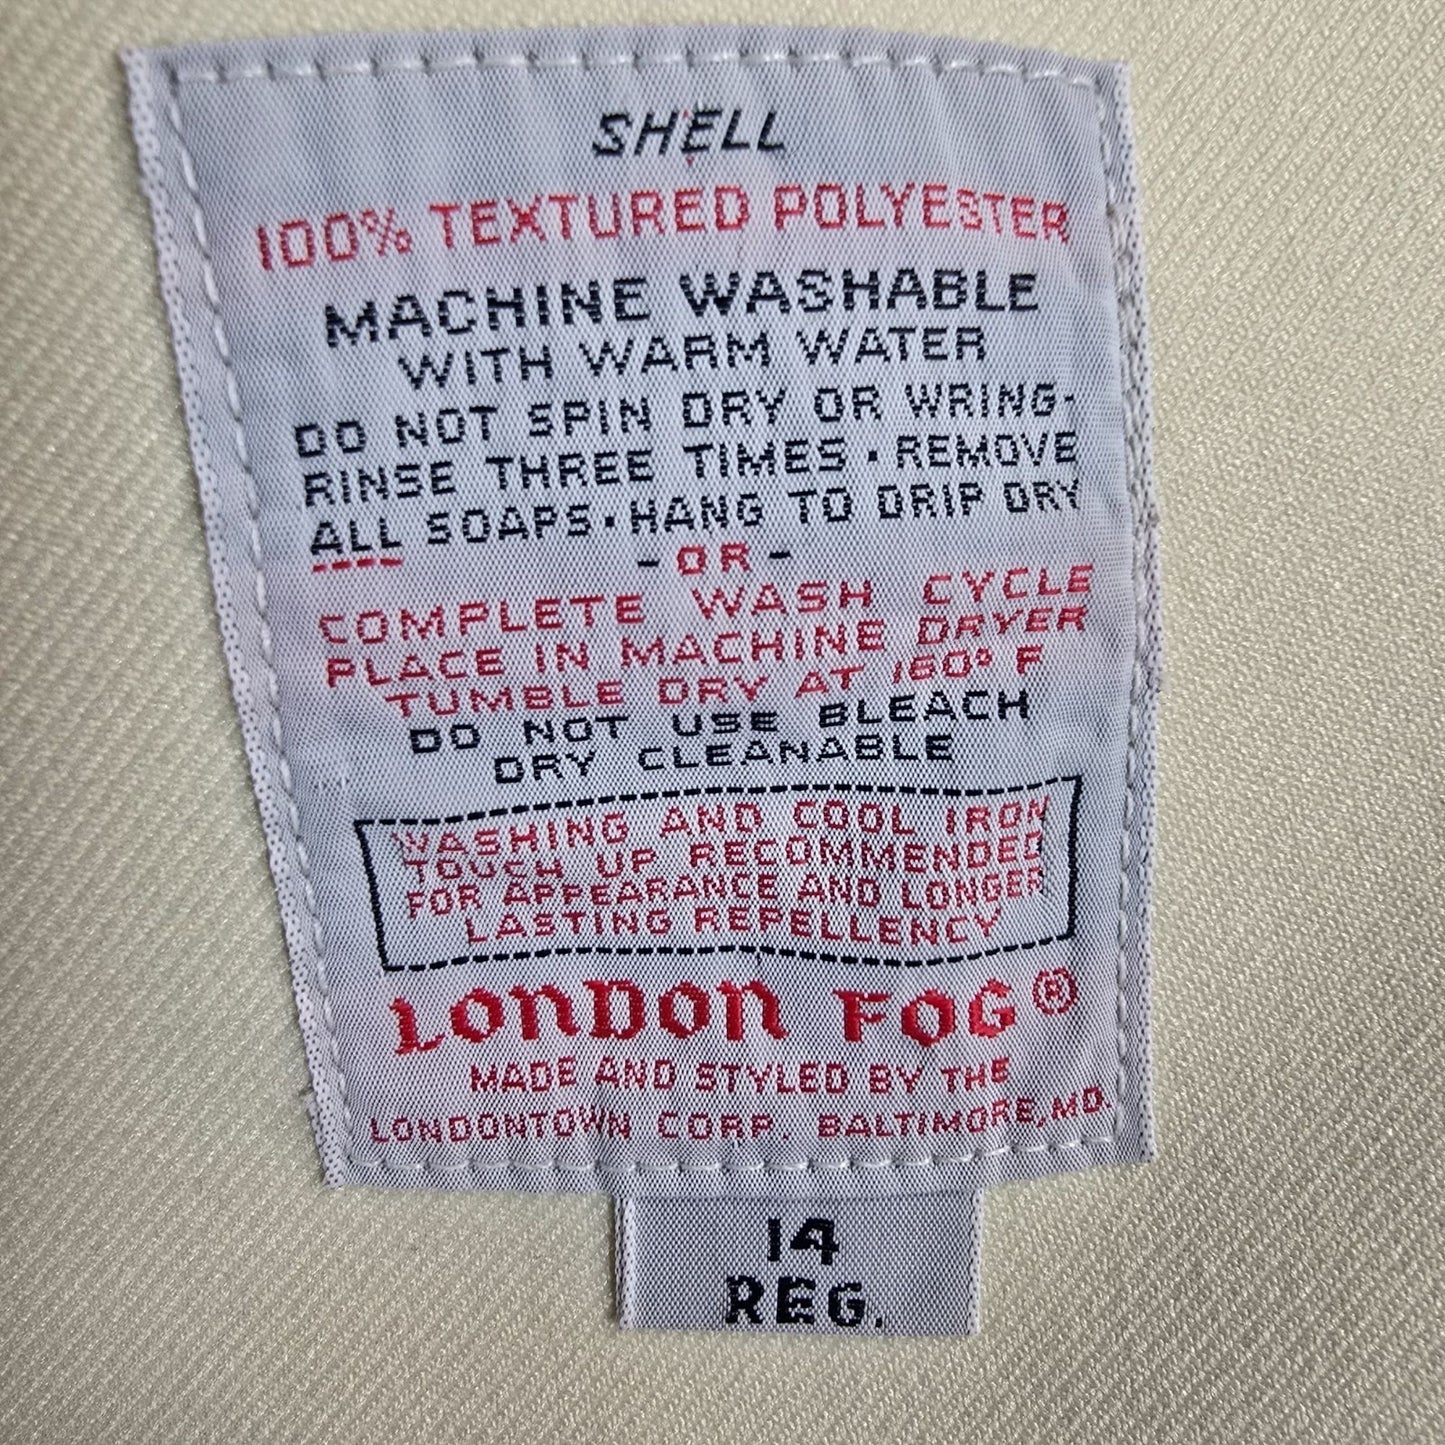 SHELL
100% TEXTURED POLYESTER
MACHINE WASHABLE
WITH WARM WATER
DO NOT SPIN DRY OR WRING-
RINSE THREE TIMES · REMOVE
ALL SOAPS · HANG TO DRIP DRY
- OR -
COMPLETE WASH CYCLE
PLACE IN MACHINE DRYER
TUMBLE DRY AT 160° F
DO NOT USE BLEACH
DRY CLEANABLE
WASHING AND COOL IRON
TOUCH UP RECOMMENDED
FOR APPEARANCE AND LONGER
LASTING REPELLENCY
LONDON FOG®
MADE AND STYLED BY THE
LONDONTOWN CORP. BALTIMORE, MD.
14
REG.